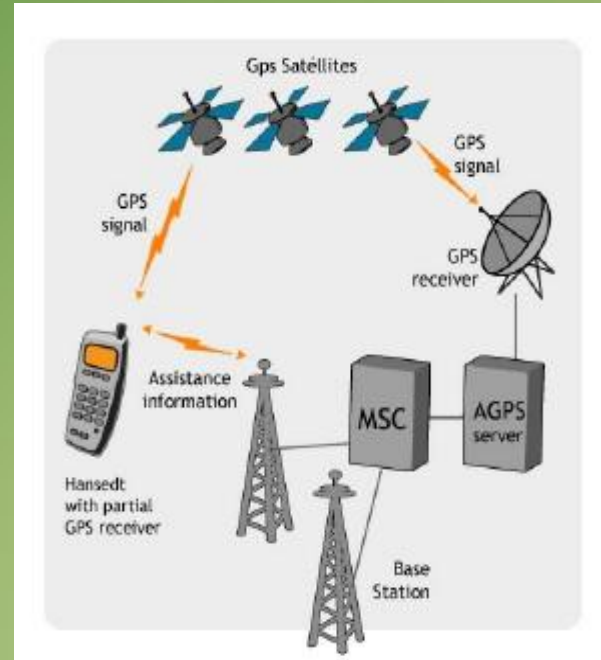 Gps Satéllites
GPS
signal
GPS
signal
GPS
receiver
Assistance
information
MSC
AGPS
server
Hansedt
with partial
GPS receiver
Base
Station